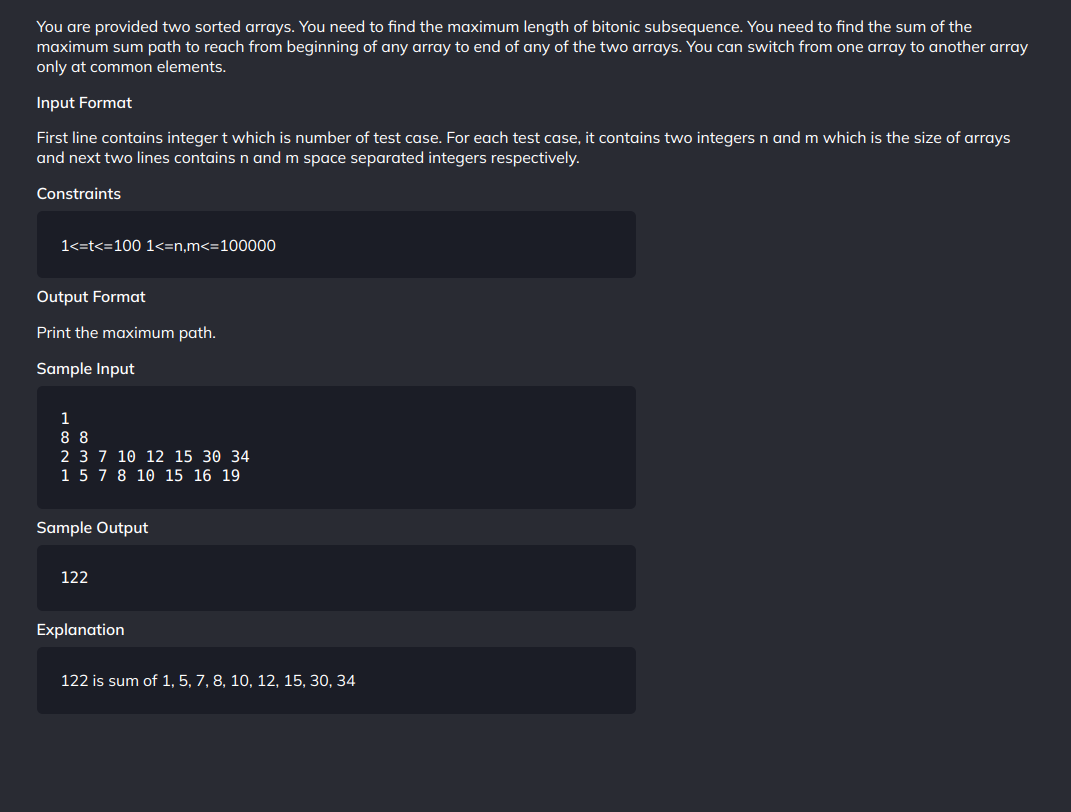 You are provided two sorted arrays. You need to find the maximum length of bitonic subsequence. You need to find the sum of the
maximum sum path to reach from beginning of any array to end of any of the two arrays. You can switch from one array to another array
only at common elements.
Input Format
First line contains integer t which is number of test case. For each test case, it contains two integers n and m which is the size of arrays
and next two lines contains n and m space separated integers respectively.
Constraints
1<=t<=100 1<=n,m<=100000
Output Format
Print the maximum path.
Sample Input
1
8 8
2 3 7 10 12 15 30 34
1 5 7 8 10 15 16 19
Sample Output
122
Explanation
122 is sum of 1, 5, 7, 8, 10, 12, 15, 30, 34